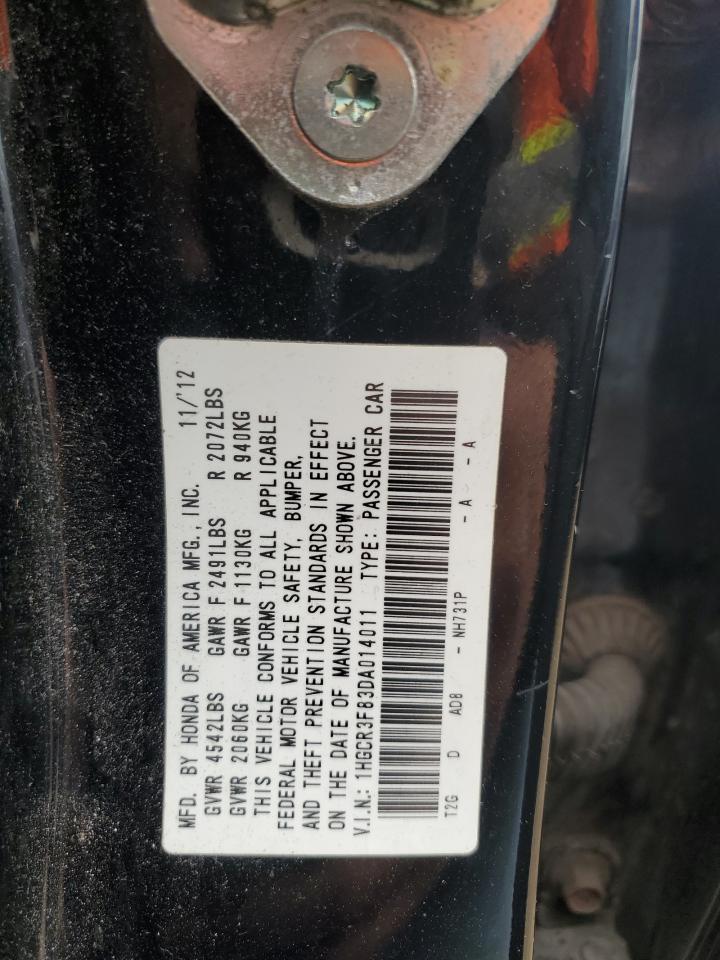 MFD. BY HONDA OF AMERICA MFG., INC. 11/'12
GVWR 4542LBS GAWR F 2491LBS R 2072LBS
GVWR 2060KG GAWR F 1130KG R 940KG
THIS VEHICLE CONFORMS TO ALL APPLICABLE
FEDERAL MOTOR VEHICLE SAFETY, BUMPER,
AND THEFT PREVENTION STANDARDS IN EFFECT
ON THE DATE OF MANUFACTURE SHOWN ABOVE.
V.I.N.: 1HGCR3F83DA014011 TYPE: PASSENGER CAR
T2G D AD8 - NH731P - A - A